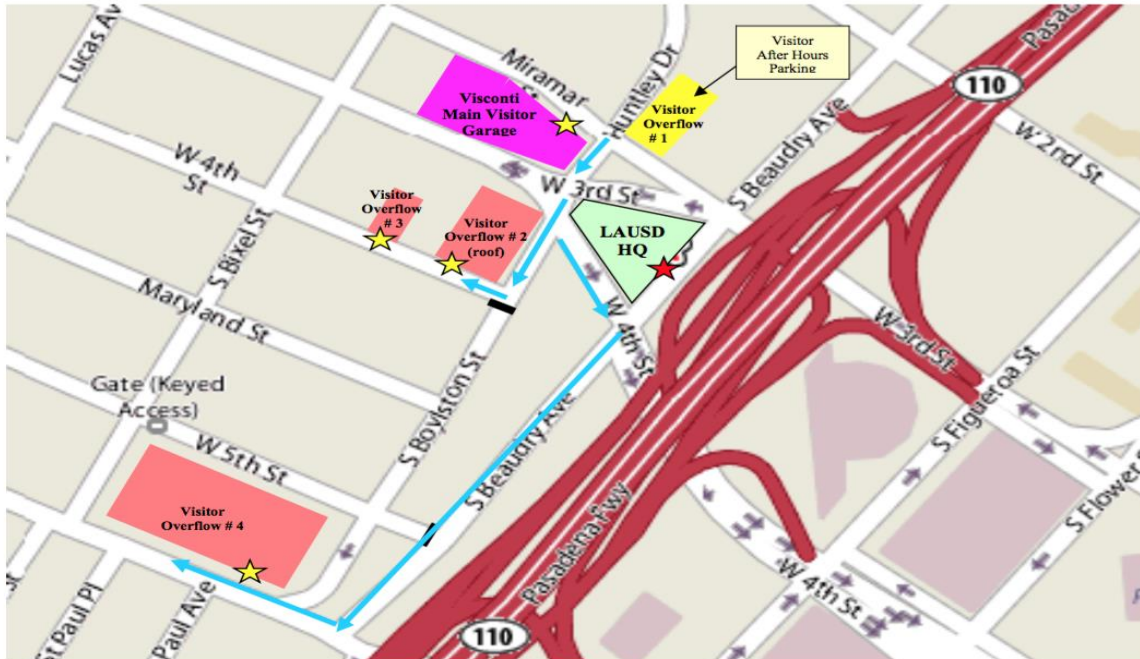 Lucas Av
Miramar
Huntley Dr
Visitor
After Hours
Parking
Pasad
110
Visconti
Main Visitor
Garage
Visitor
Overflow
# 1
S Beaudry Ave
W 2nd St
W 4th
St
W 3rd St
Visitor
Overflow
# 3
Visitor
Overflow # 2
(roof)
LAUSD
HQ
S Bixel St
Maryland St
W 4th St
W 3rd St
S Figueroa St
Gate (Keyed
Access)
S Boylston St
S Beaudry Ave
W 5th St
S Flower
Visitor
Overflow # 4
Pasadena Fwy
W 4th St
St
t Paul Pl
Paul Ave
110